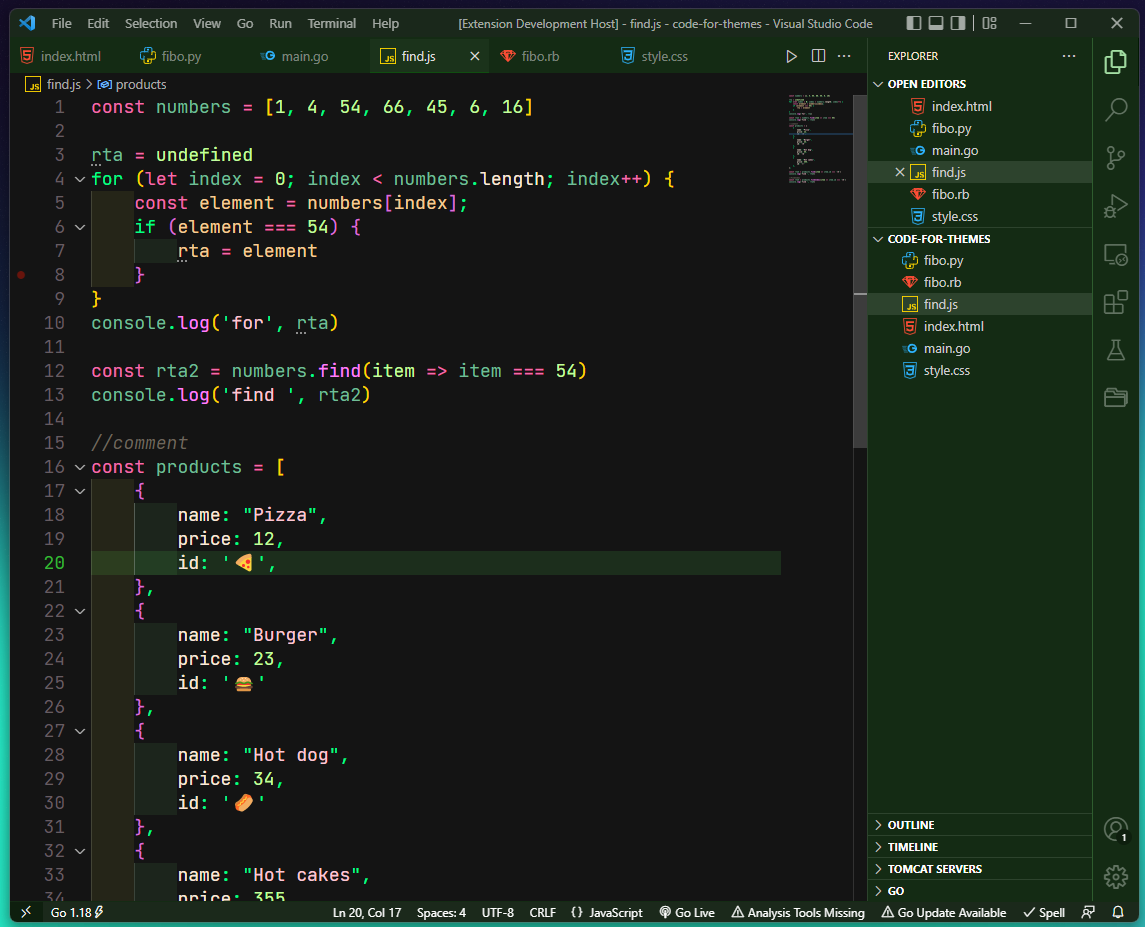 File Edit Selection View Go Run Terminal Help [Extension Development Host] - find.js - code-for-themes - Visual Studio Code
index.html fibo.py main.go find.js fibo.rb style.css
find.js > products
1 const numbers = [1, 4, 54, 66, 45, 6, 16]
2
3 rta = undefined
4 for (let index = 0; index < numbers.length; index++) {
5 const element = numbers[index];
6 if (element === 54) {
7 rta = element
8 }
9 }
10 console.log('for', rta)
11
12 const rta2 = numbers.find(item => item === 54)
13 console.log('find ', rta2)
14
15 //comment
16 const products = [
17 {
18 name: "Pizza",
19 price: 12,
20 id: '🍕',
21 },
22 {
23 name: "Burger",
24 price: 23,
25 id: '🍔'
26 },
27 {
28 name: "Hot dog",
29 price: 34,
30 id: '🌭'
31 },
32 {
33 name: "Hot cakes",
34 price: 355
EXPLORER
OPEN EDITORS
index.html
fibo.py
main.go
find.js
fibo.rb
style.css
CODE-FOR-THEMES
fibo.py
fibo.rb
find.js
index.html
main.go
style.css
OUTLINE
TIMELINE
TOMCAT SERVERS
GO
1
Go 1.18 Ln 20, Col 17 Spaces: 4 UTF-8 CRLF {} JavaScript Go Live Analysis Tools Missing Go Update Available Spell